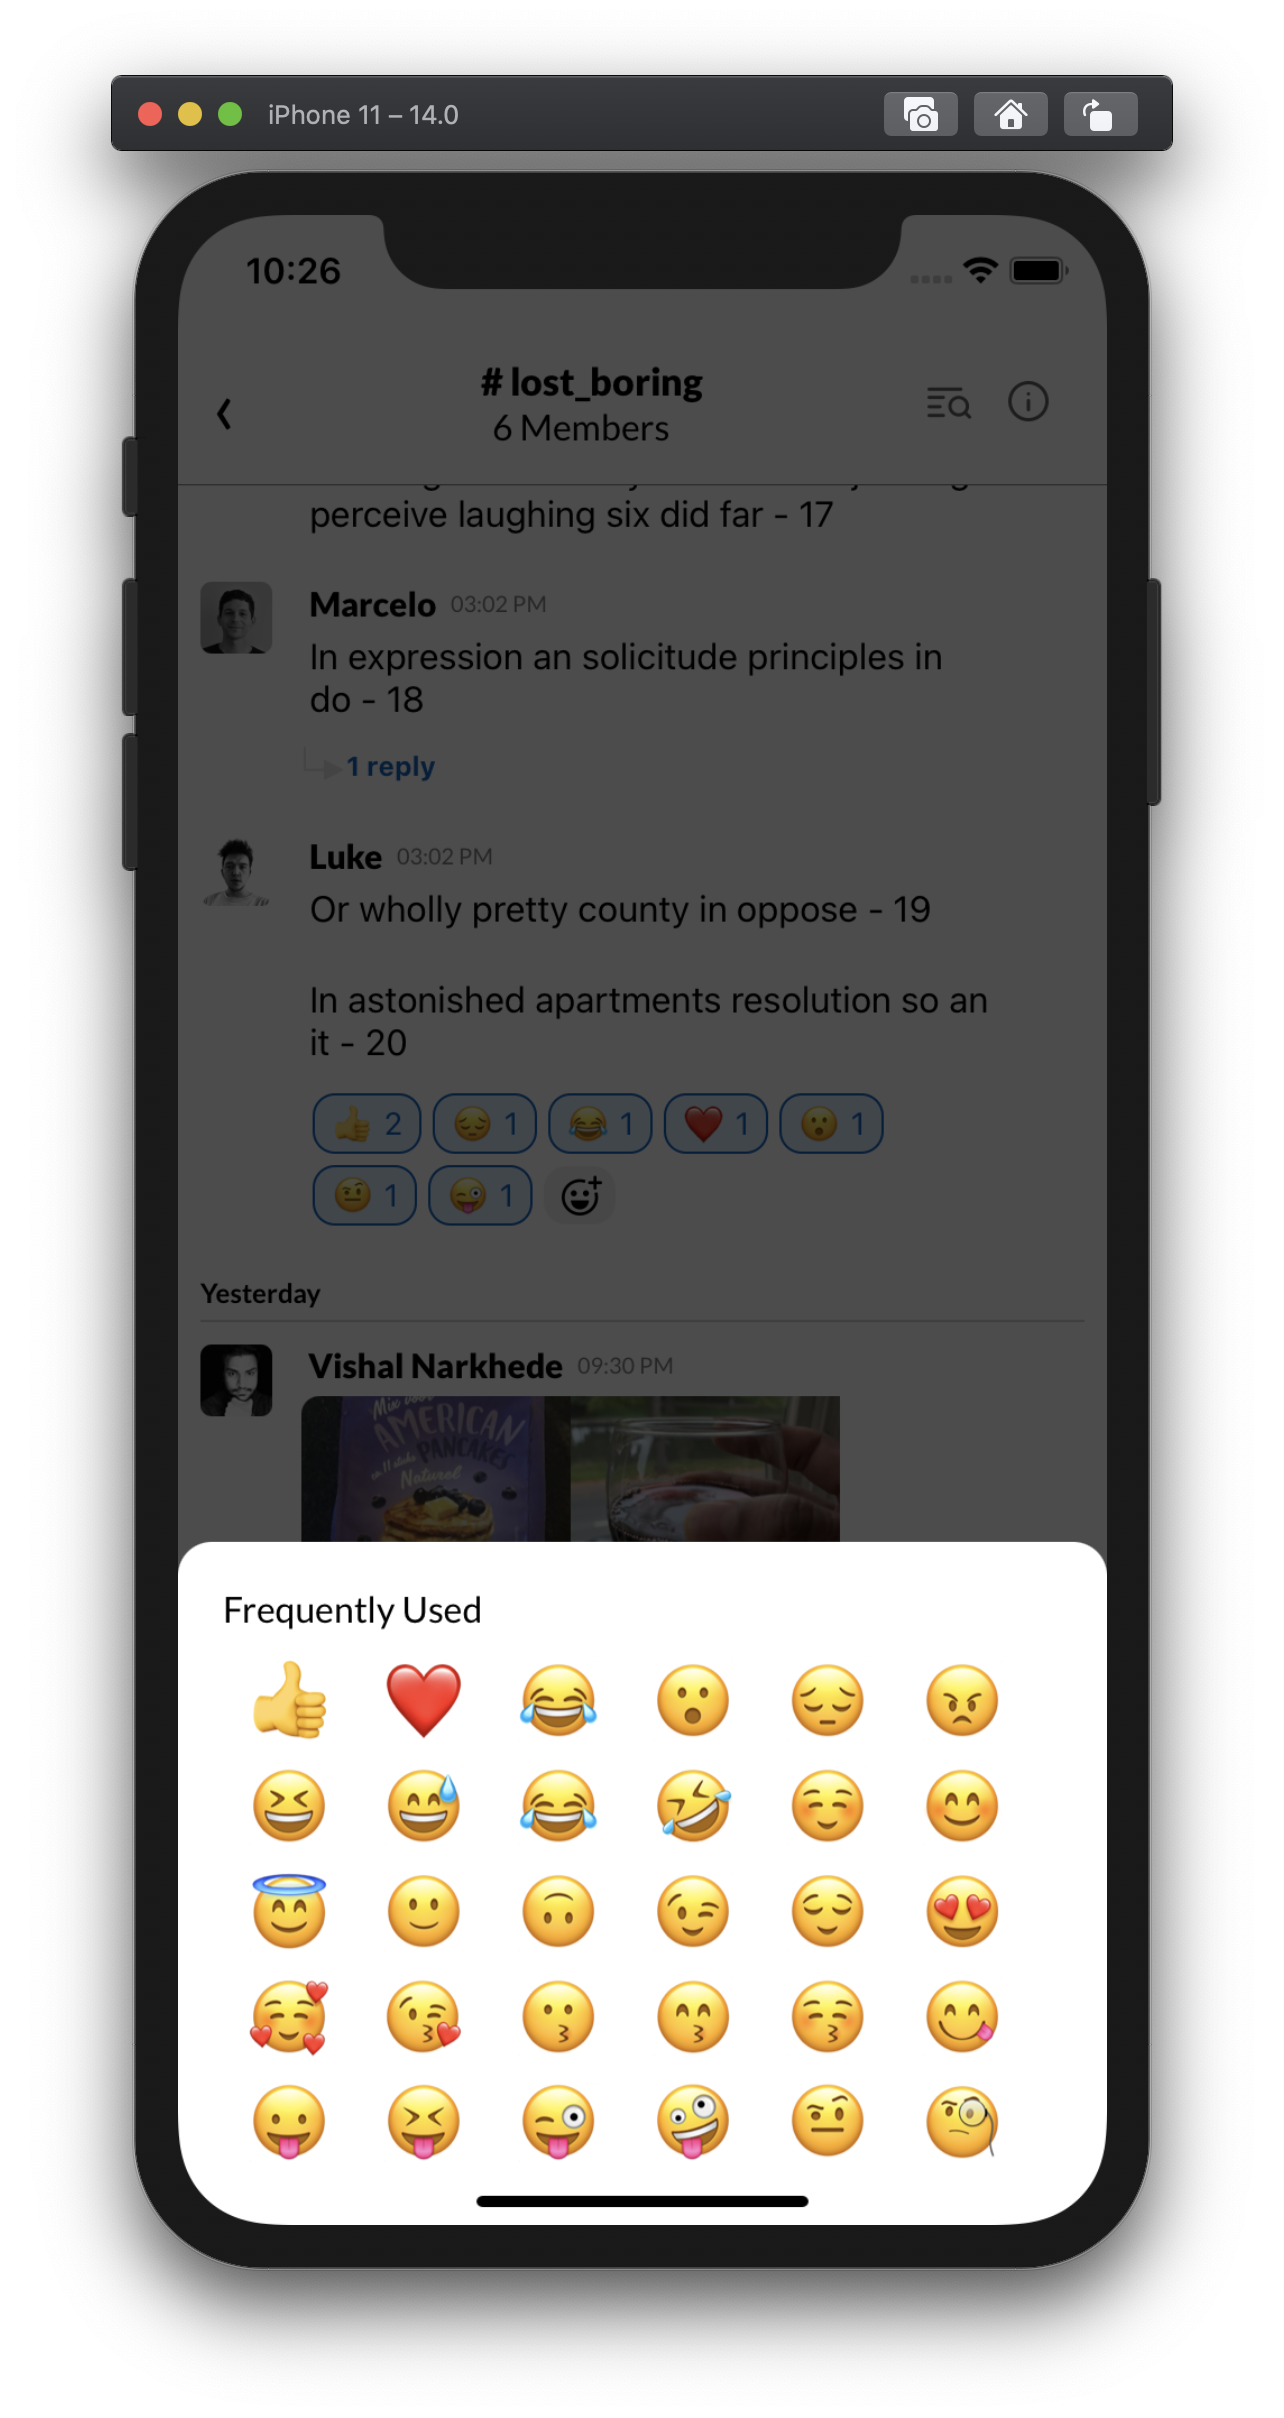 iPhone 11 – 14.0
10:26
# lost_boring
6 Members
perceive laughing six did far - 17
Marcelo 03:02 PM
In expression an solicitude principles in
do - 18
1 reply
Luke 03:02 PM
Or wholly pretty county in oppose - 19
In astonished apartments resolution so an
it - 20
👍 2 😔 1 😂 1 ❤️ 1 😮 1
🤨 1 😜 1
Yesterday
Vishal Narkhede 09:30 PM
Mix
AMERICAN
PANCAKES
Natural
Frequently Used